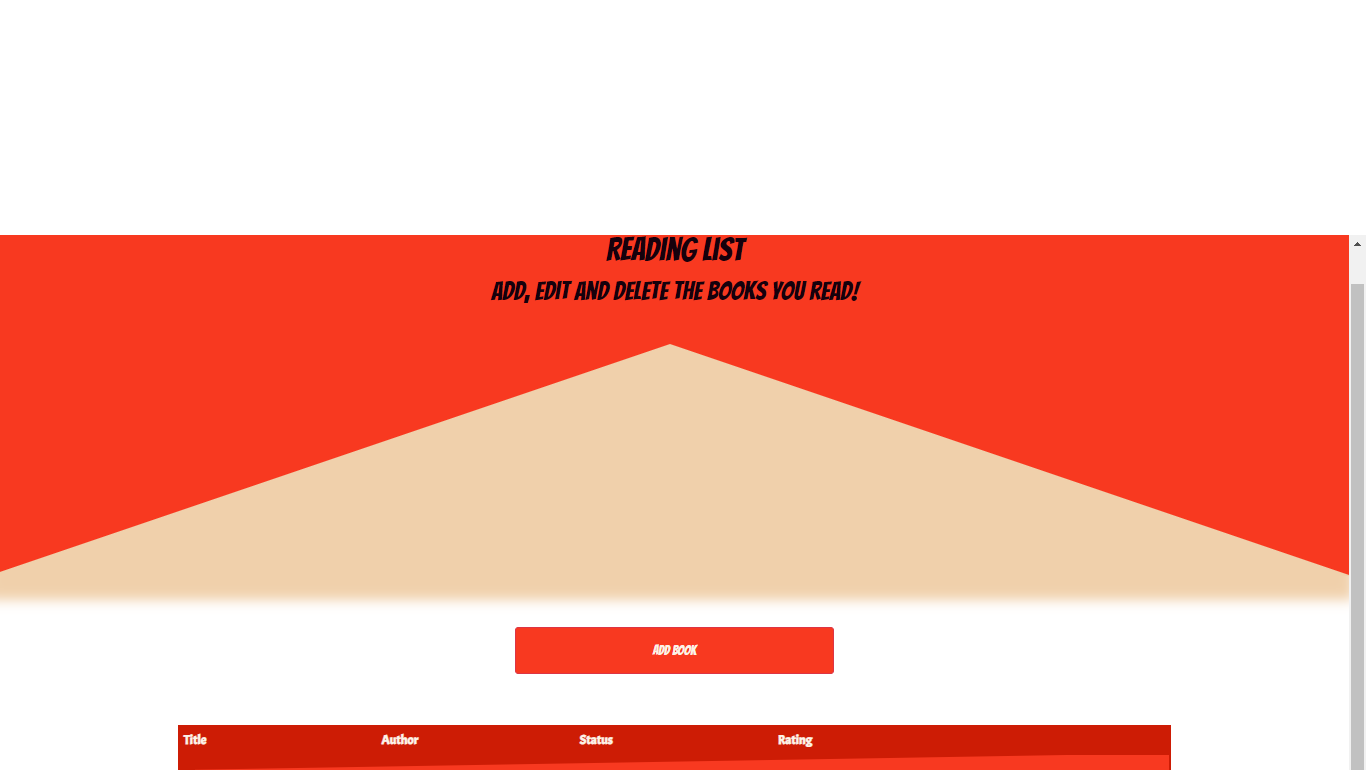 READING LIST
ADD, EDIT AND DELETE THE BOOKS YOU READ!
ADD BOOK
Title Author Status Rating